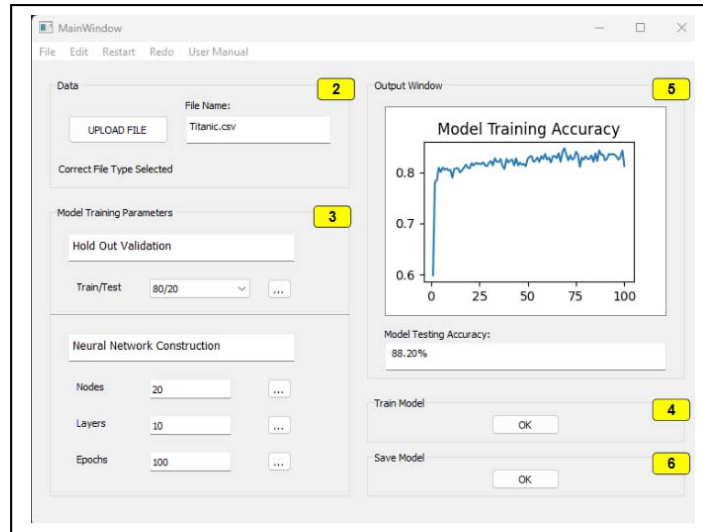 MainWindow
File Edit Restart Redo User Manual
Data
2
File Name:
UPLOAD FILE
Titanic.csv
Correct File Type Selected
Model Training Parameters
3
Hold Out Validation
Train/Test 80/20 ...
Neural Network Construction
Nodes 20 ...
Layers 10 ...
Epochs 100 ...
Output Window
5
Model Training Accuracy
0.8
0.7
0.6
0 25 50 75 100
Model Testing Accuracy:
88.20%
Train Model
4
OK
Save Model
6
OK